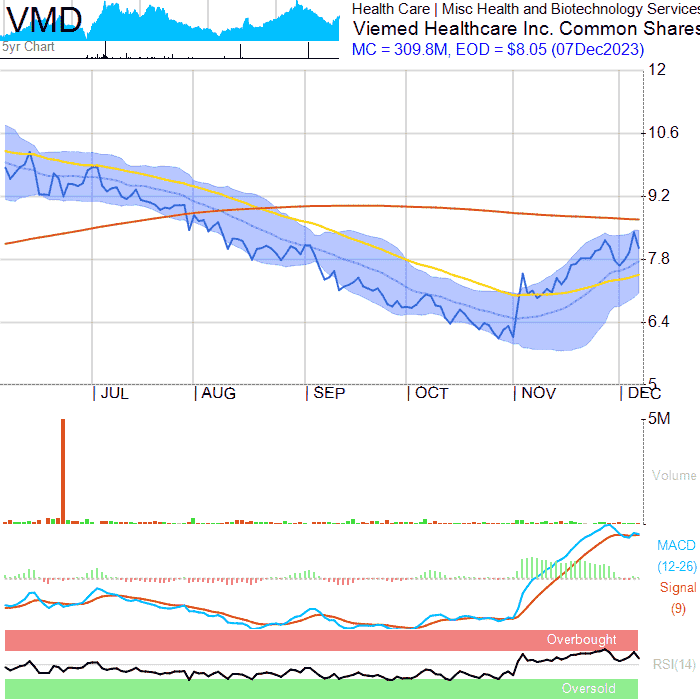 VMD
5yr Chart
Health Care | Misc Health and Biotechnology Services
Viemed Healthcare Inc. Common Shares
MC = 309.8M, EOD = $8.05 (07Dec2023)
12
10.6
9.2
7.8
6.4
5
JUL AUG SEP OCT NOV DEC
5M
Volume
MACD
(12-26)
Signal
(9)
Overbought
RSI(14)
Oversold